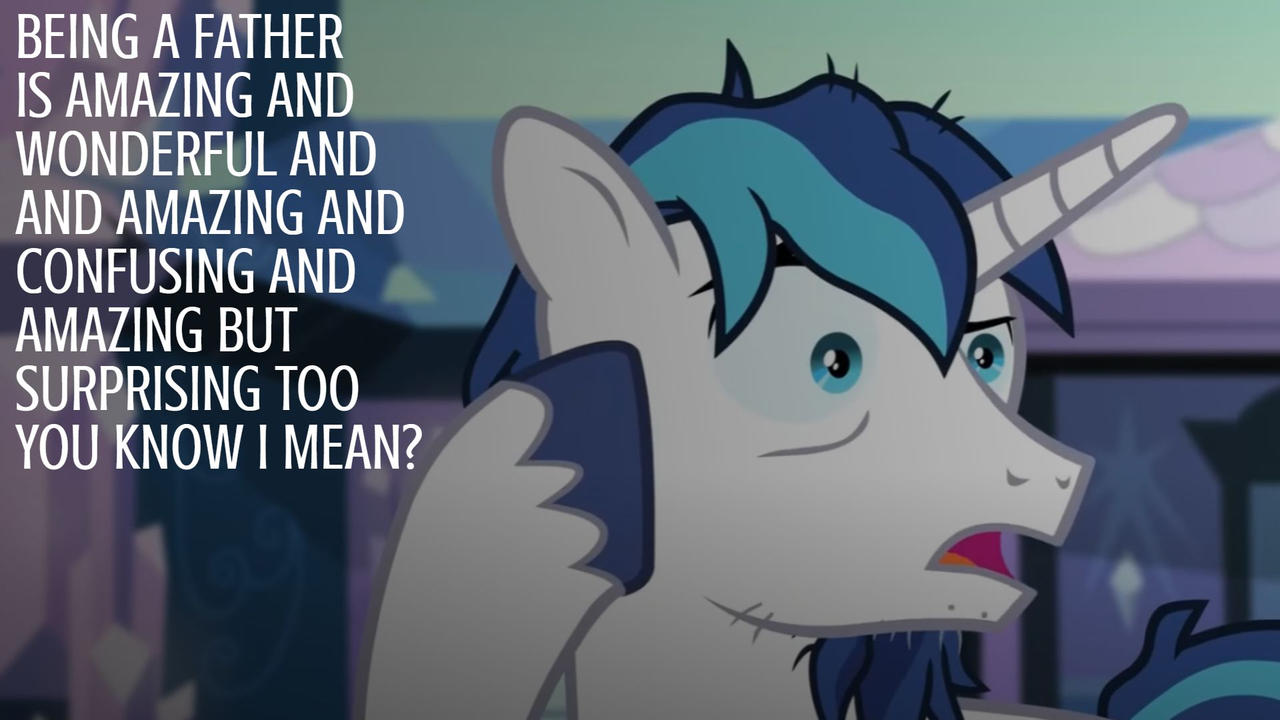 BEING A FATHER
IS AMAZING AND
WONDERFUL AND
AND AMAZING AND
CONFUSING AND
AMAZING BUT
SURPRISING TOO
YOU KNOW I MEAN?